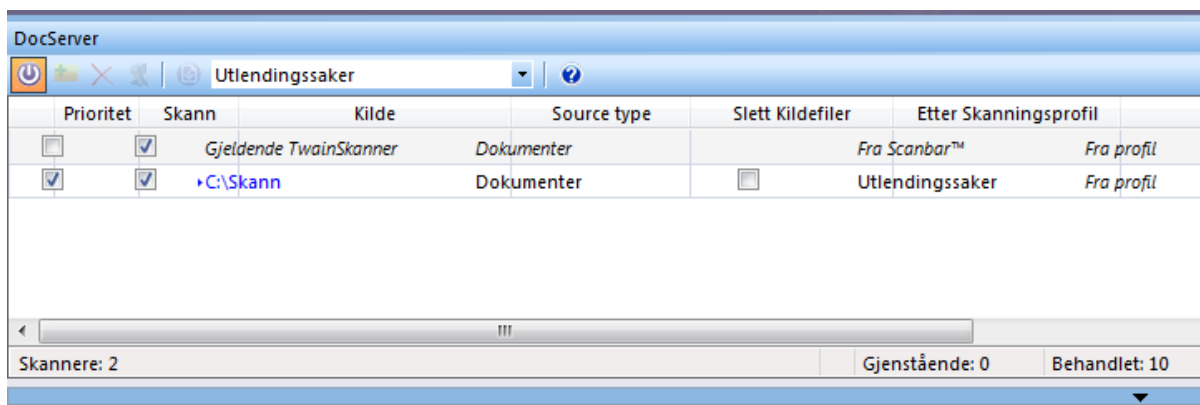 DocServer
Utlendingssaker
Prioritet Skann Kilde Source type Slett Kildefiler Etter Skanningsprofil
Gjeldende TwainSkanner Dokumenter Fra Scanbar™ Fra profil
C:\Skann Dokumenter Utlendingssaker Fra profil
Skannere: 2 Gjenstående: 0 Behandlet: 10